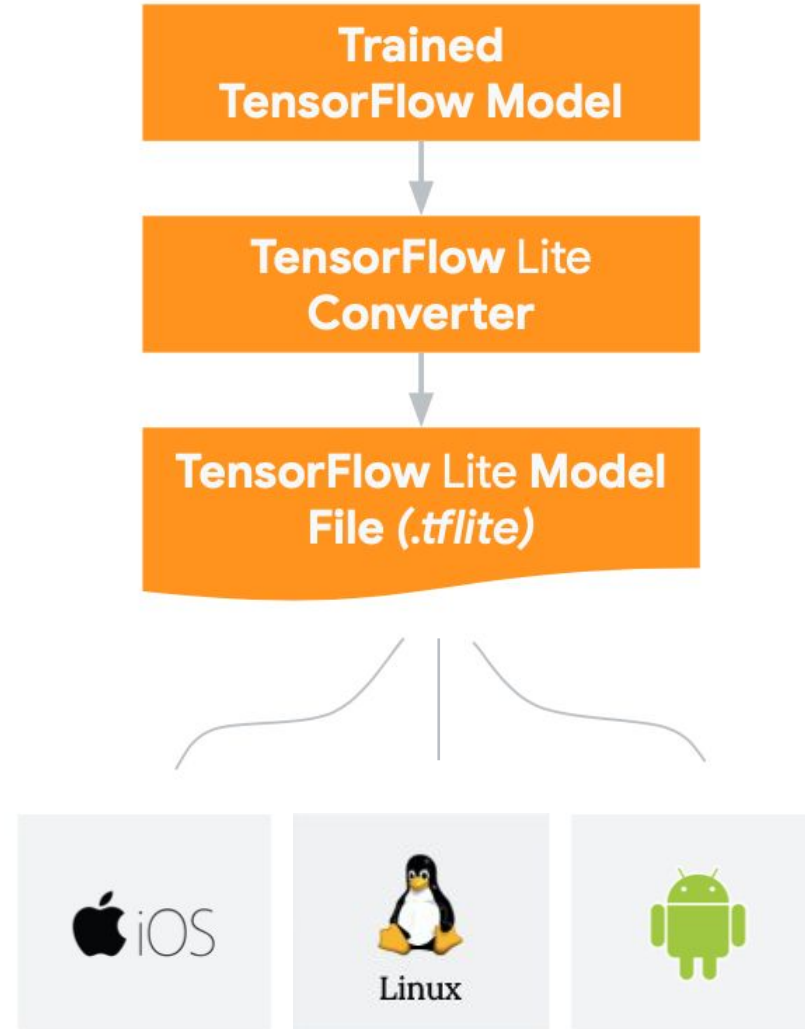 Trained
TensorFlow Model
TensorFlow Lite
Converter
TensorFlow Lite Model
File (.tflite)
iOS
Linux